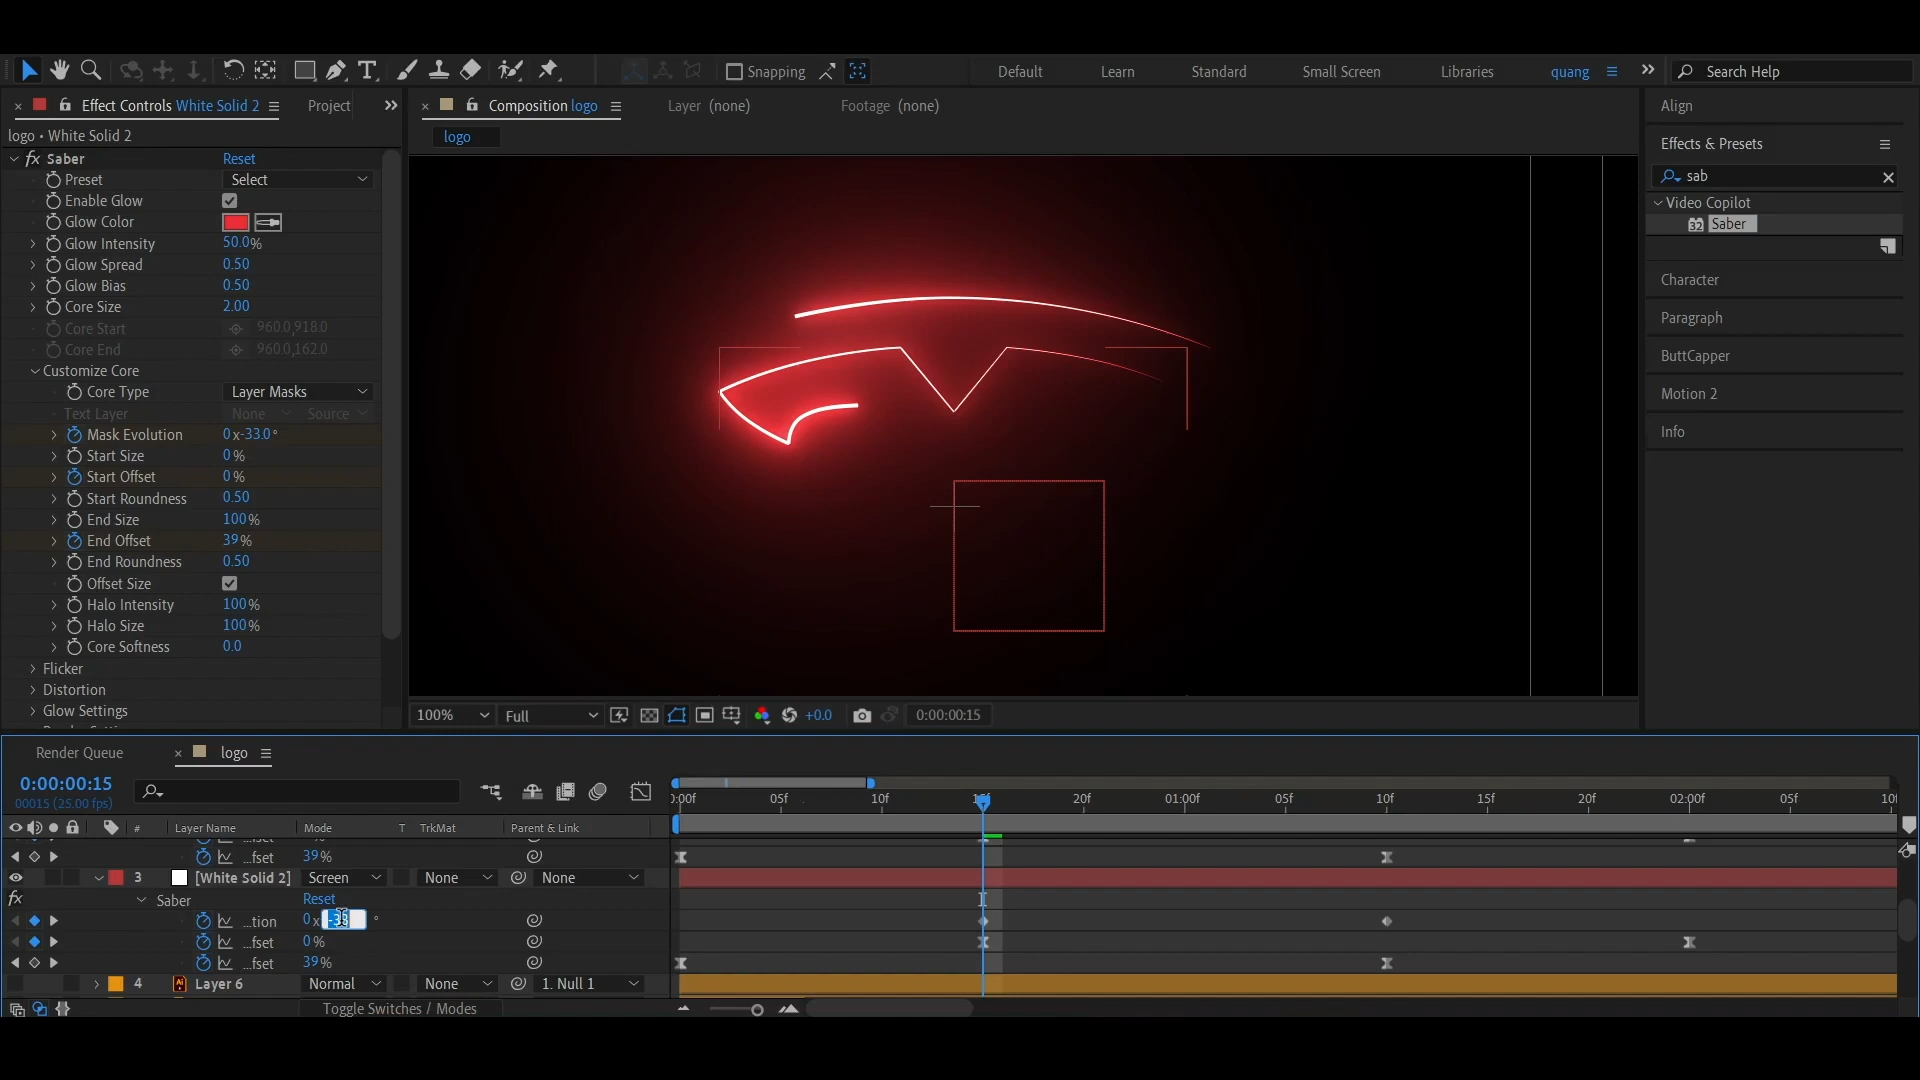 Snapping
Default
Learn
Standard
Small Screen
Libraries
quang
Search Help
Effect Controls White Solid 2
Project
Composition logo
Layer (none)
Footage (none)
Align
logo • White Solid 2
logo
Effects & Presets
Saber
Reset
Preset
Select
sab
Enable Glow
Video Copilot
Glow Color
32 Saber
Glow Intensity
50.0%
Glow Spread
0.50
Character
Glow Bias
0.50
Core Size
2.00
Paragraph
Core Start
960.0,918.0
Core End
960.0,162.0
ButtCapper
Customize Core
Core Type
Layer Masks
Motion 2
Text Layer
None
Source
Mask Evolution
0x-33.0°
Info
Start Size
0%
Start Offset
0%
Start Roundness
0.50
End Size
100%
End Offset
39%
End Roundness
0.50
Offset Size
Halo Intensity
100%
Halo Size
100%
Core Softness
0.0
Flicker
Distortion
Glow Settings
100%
Full
+0.0
0:00:00:15
Render Queue
logo
0:00:00:15
00015 (25.00 fps)
05f
10f
20f
01:00f
05f
10f
15f
20f
02:00f
05f
#
Layer Name
Mode
T
TrkMat
Parent & Link
...fset
39%
3
[White Solid 2]
Screen
None
None
fx
Saber
Reset
...tion
0x
°
...fset
0%
...fset
39%
4
Ai
Layer 6
Normal
None
1. Null 1
Toggle Switches / Modes